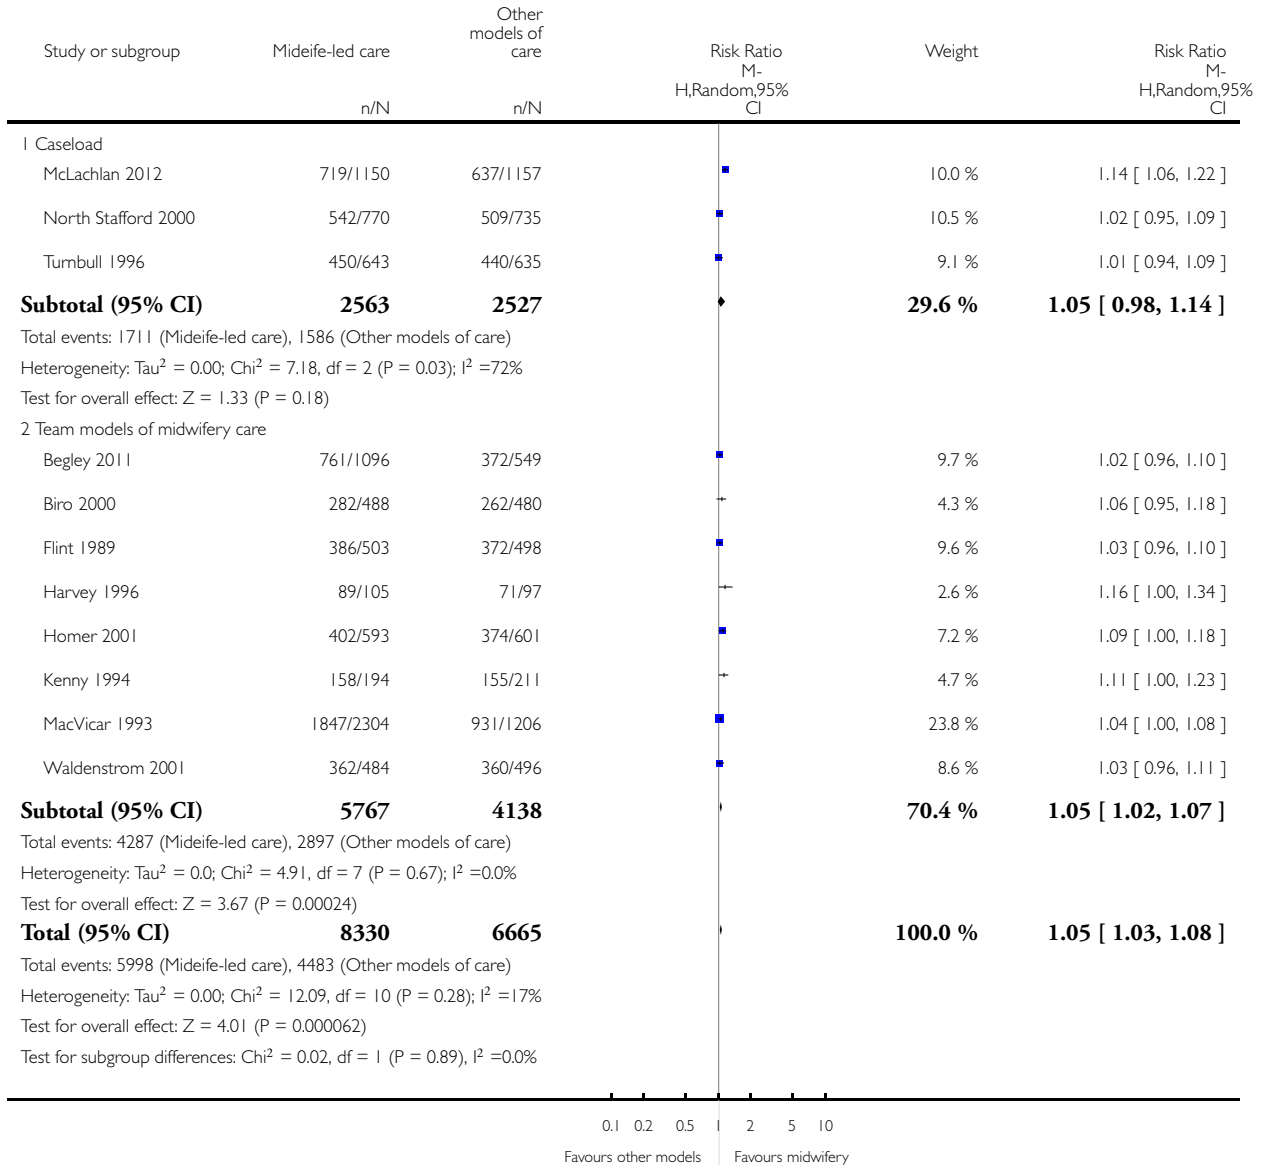 Study or subgroup Mideife-led care Other models of care Risk Ratio Weight Risk Ratio
M-H,Random,95% CI M-H,Random,95% CI
n/N n/N
1 Caseload
McLachlan 2012 719/1150 637/1157 10.0 % 1.14 [ 1.06, 1.22 ]
North Stafford 2000 542/770 509/735 10.5 % 1.02 [ 0.95, 1.09 ]
Turnbull 1996 450/643 440/635 9.1 % 1.01 [ 0.94, 1.09 ]
Subtotal (95% CI) 2563 2527 29.6 % 1.05 [ 0.98, 1.14 ]
Total events: 1711 (Mideife-led care), 1586 (Other models of care)
Heterogeneity: Tau² = 0.00; Chi² = 7.18, df = 2 (P = 0.03); I² =72%
Test for overall effect: Z = 1.33 (P = 0.18)
2 Team models of midwifery care
Begley 2011 761/1096 372/549 9.7 % 1.02 [ 0.96, 1.10 ]
Biro 2000 282/488 262/480 4.3 % 1.06 [ 0.95, 1.18 ]
Flint 1989 386/503 372/498 9.6 % 1.03 [ 0.96, 1.10 ]
Harvey 1996 89/105 71/97 2.6 % 1.16 [ 1.00, 1.34 ]
Homer 2001 402/593 374/601 7.2 % 1.09 [ 1.00, 1.18 ]
Kenny 1994 158/194 155/211 4.7 % 1.11 [ 1.00, 1.23 ]
MacVicar 1993 1847/2304 931/1206 23.8 % 1.04 [ 1.00, 1.08 ]
Waldenstrom 2001 362/484 360/496 8.6 % 1.03 [ 0.96, 1.11 ]
Subtotal (95% CI) 5767 4138 70.4 % 1.05 [ 1.02, 1.07 ]
Total events: 4287 (Mideife-led care), 2897 (Other models of care)
Heterogeneity: Tau² = 0.0; Chi² = 4.91, df = 7 (P = 0.67); I² =0.0%
Test for overall effect: Z = 3.67 (P = 0.00024)
Total (95% CI) 8330 6665 100.0 % 1.05 [ 1.03, 1.08 ]
Total events: 5998 (Mideife-led care), 4483 (Other models of care)
Heterogeneity: Tau² = 0.00; Chi² = 12.09, df = 10 (P = 0.28); I² =17%
Test for overall effect: Z = 4.01 (P = 0.000062)
Test for subgroup differences: Chi² = 0.02, df = 1 (P = 0.89), I² =0.0%
0.1 0.2 0.5 1 2 5 10
Favours other models Favours midwifery